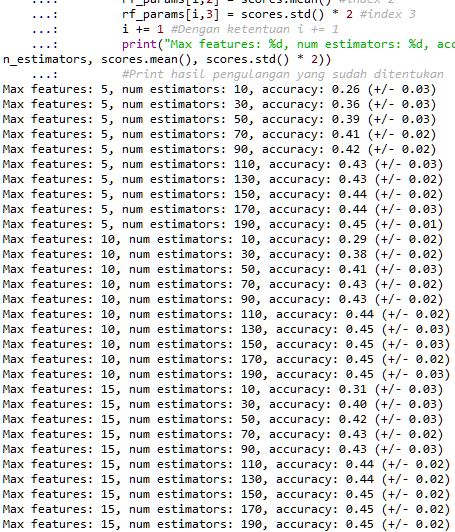 ...: rf_params[i,2] = scores.mean() #index 2
...: rf_params[i,3] = scores.std() * 2 #index 3
...: i += 1 #Dengan ketentuan i += 1
...: print("Max features: %d, num estimators: %d, acc
n_estimators, scores.mean(), scores.std() * 2))
...: #Print hasil pengulangan yang sudah ditentukan
Max features: 5, num estimators: 10, accuracy: 0.26 (+/- 0.03)
Max features: 5, num estimators: 30, accuracy: 0.36 (+/- 0.03)
Max features: 5, num estimators: 50, accuracy: 0.39 (+/- 0.03)
Max features: 5, num estimators: 70, accuracy: 0.41 (+/- 0.02)
Max features: 5, num estimators: 90, accuracy: 0.42 (+/- 0.02)
Max features: 5, num estimators: 110, accuracy: 0.43 (+/- 0.03)
Max features: 5, num estimators: 130, accuracy: 0.43 (+/- 0.02)
Max features: 5, num estimators: 150, accuracy: 0.44 (+/- 0.02)
Max features: 5, num estimators: 170, accuracy: 0.44 (+/- 0.03)
Max features: 5, num estimators: 190, accuracy: 0.45 (+/- 0.01)
Max features: 10, num estimators: 10, accuracy: 0.29 (+/- 0.02)
Max features: 10, num estimators: 30, accuracy: 0.38 (+/- 0.02)
Max features: 10, num estimators: 50, accuracy: 0.41 (+/- 0.03)
Max features: 10, num estimators: 70, accuracy: 0.43 (+/- 0.02)
Max features: 10, num estimators: 90, accuracy: 0.43 (+/- 0.02)
Max features: 10, num estimators: 110, accuracy: 0.44 (+/- 0.02)
Max features: 10, num estimators: 130, accuracy: 0.45 (+/- 0.03)
Max features: 10, num estimators: 150, accuracy: 0.45 (+/- 0.03)
Max features: 10, num estimators: 170, accuracy: 0.45 (+/- 0.02)
Max features: 10, num estimators: 190, accuracy: 0.45 (+/- 0.03)
Max features: 15, num estimators: 10, accuracy: 0.31 (+/- 0.03)
Max features: 15, num estimators: 30, accuracy: 0.40 (+/- 0.03)
Max features: 15, num estimators: 50, accuracy: 0.42 (+/- 0.03)
Max features: 15, num estimators: 70, accuracy: 0.43 (+/- 0.02)
Max features: 15, num estimators: 90, accuracy: 0.43 (+/- 0.03)
Max features: 15, num estimators: 110, accuracy: 0.44 (+/- 0.02)
Max features: 15, num estimators: 130, accuracy: 0.44 (+/- 0.02)
Max features: 15, num estimators: 150, accuracy: 0.45 (+/- 0.02)
Max features: 15, num estimators: 170, accuracy: 0.45 (+/- 0.02)
Max features: 15, num estimators: 190, accuracy: 0.45 (+/- 0.02)